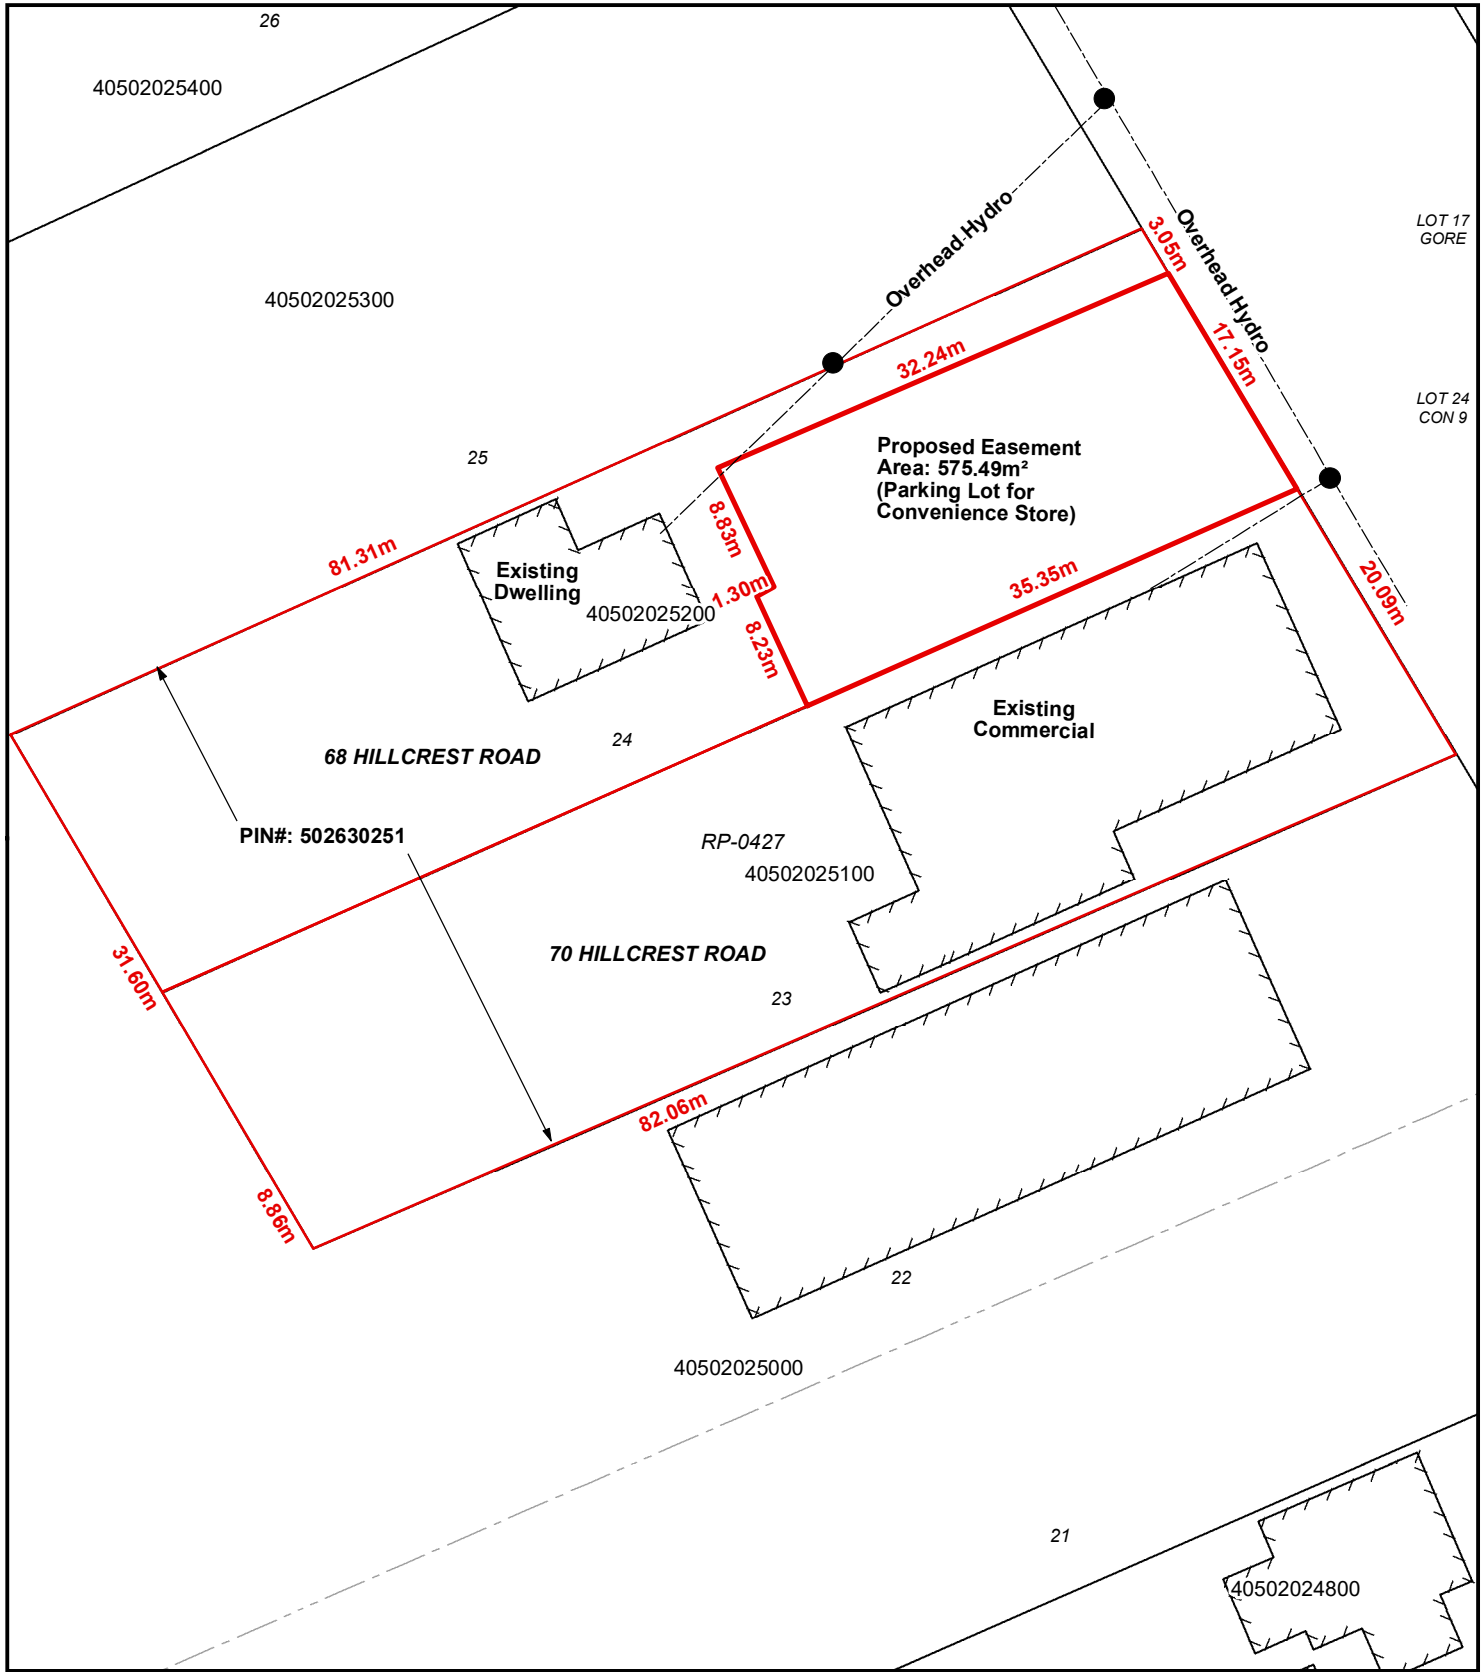 26
40502025400
LOT 17
GORE
3.05m
Overhead Hydro
Overhead Hydro
40502025300
17.15m
32.24m
LOT 24
CON 9
25
Proposed Easement
Area: 575.49m²
(Parking Lot for
Convenience Store)
8.83m
81.31m
Existing
Dwelling
1.30m
35.35m
20.09m
40502025200
8.23m
Existing
Commercial
24
68 HILLCREST ROAD
PIN#: 502630251
RP-0427
40502025100
70 HILLCREST ROAD
31.60m
23
82.06m
8.86m
22
40502025000
21
40502024800